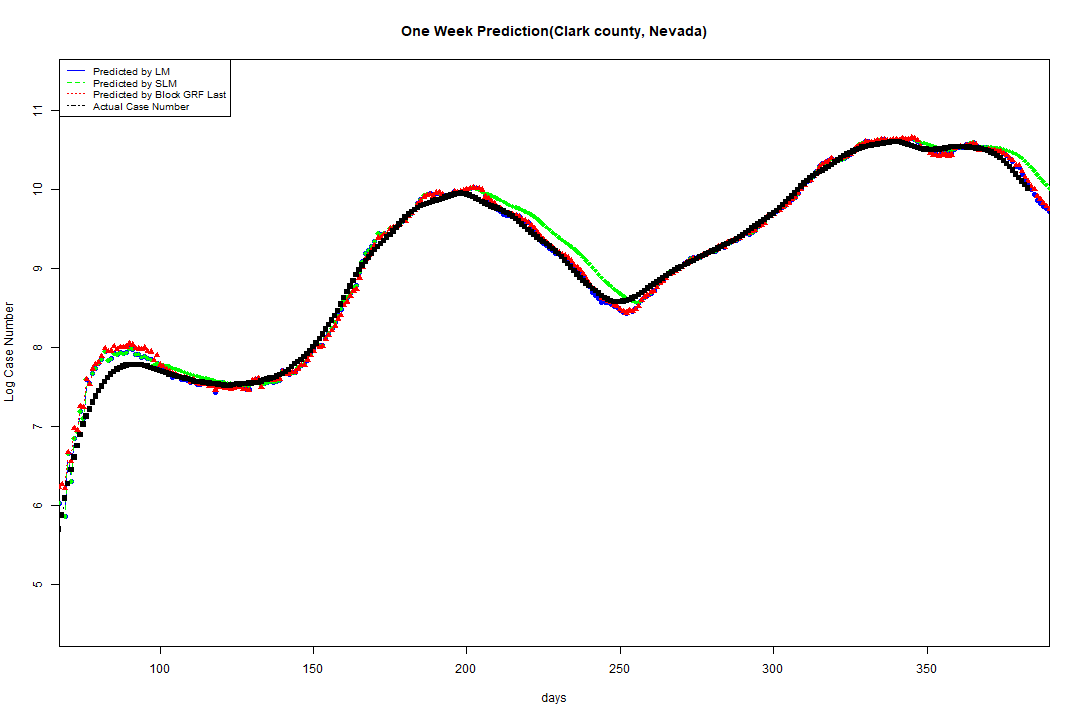 One Week Prediction(Clark county, Nevada)
Predicted by LM
Predicted by SLM
Predicted by Block GRF Last
Actual Case Number
11
10
9
8
7
6
5
Log Case Number
100 150 200 250 300 350
days